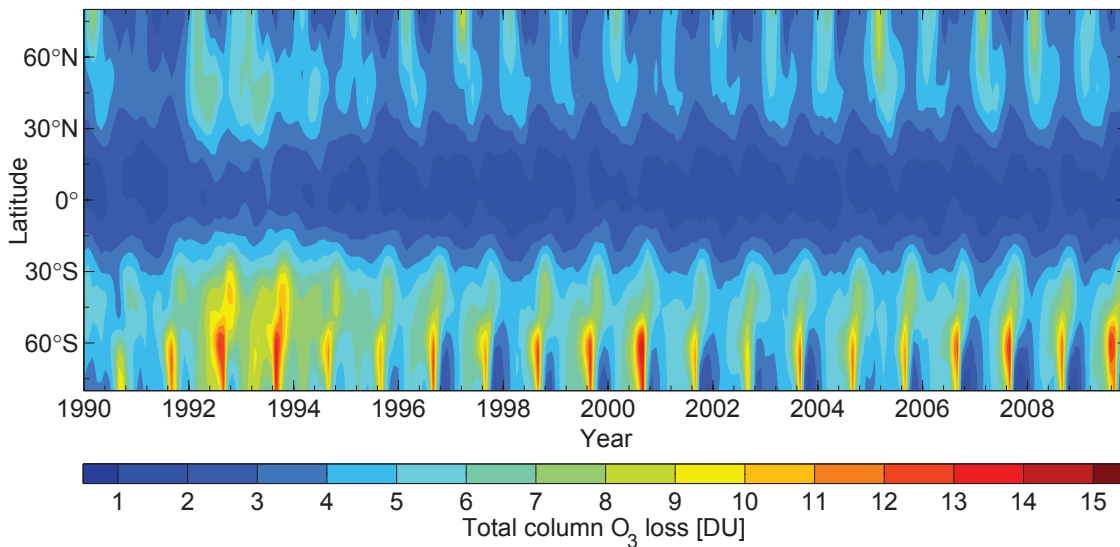 60°N
30°N
0°
30°S
60°S
Latitude
1990 1992 1994 1996 1998 2000 2002 2004 2006 2008
Year
1 2 3 4 5 6 7 8 9 10 11 12 13 14 15
Total column O₃ loss [DU]